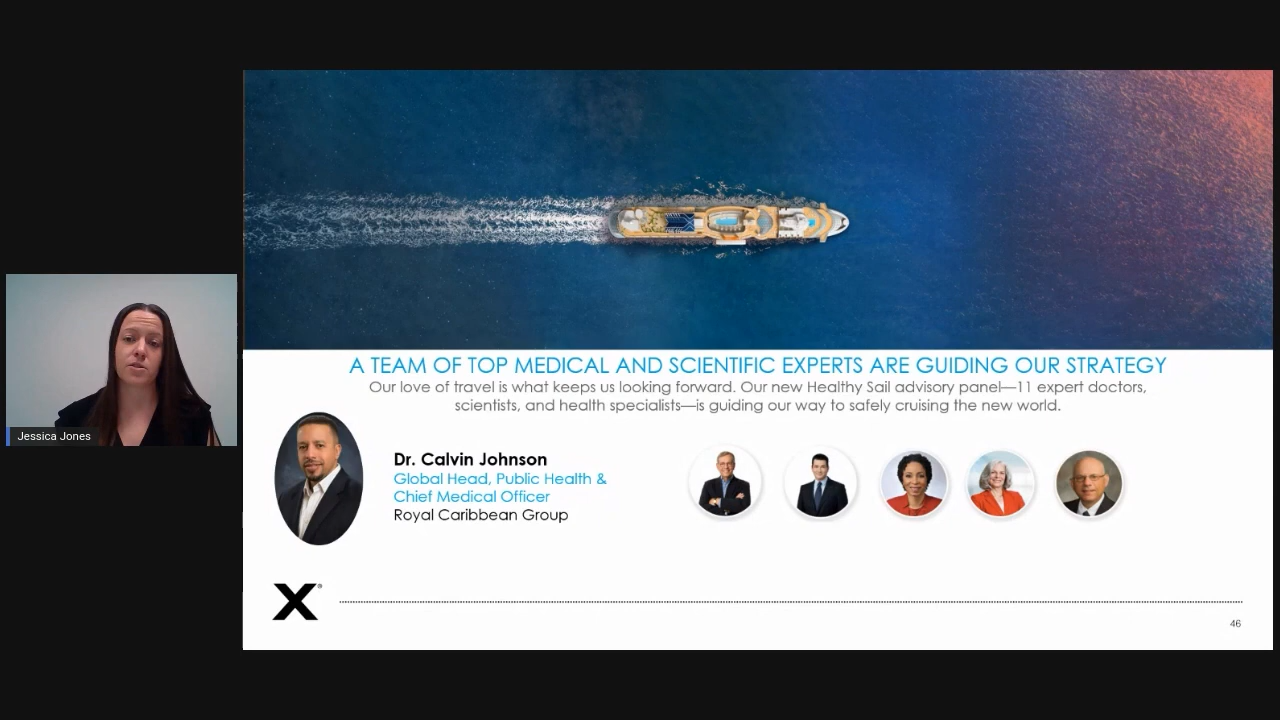 A TEAM OF TOP MEDICAL AND SCIENTIFIC EXPERTS ARE GUIDING OUR STRATEGY
Our love of travel is what keeps us looking forward. Our new Healthy Sail advisory panel—11 expert doctors,
scientists, and health specialists—is guiding our way to safely cruising the new world.
Jessica Jones
Dr. Calvin Johnson
Global Head, Public Health &
Chief Medical Officer
Royal Caribbean Group
X®
46